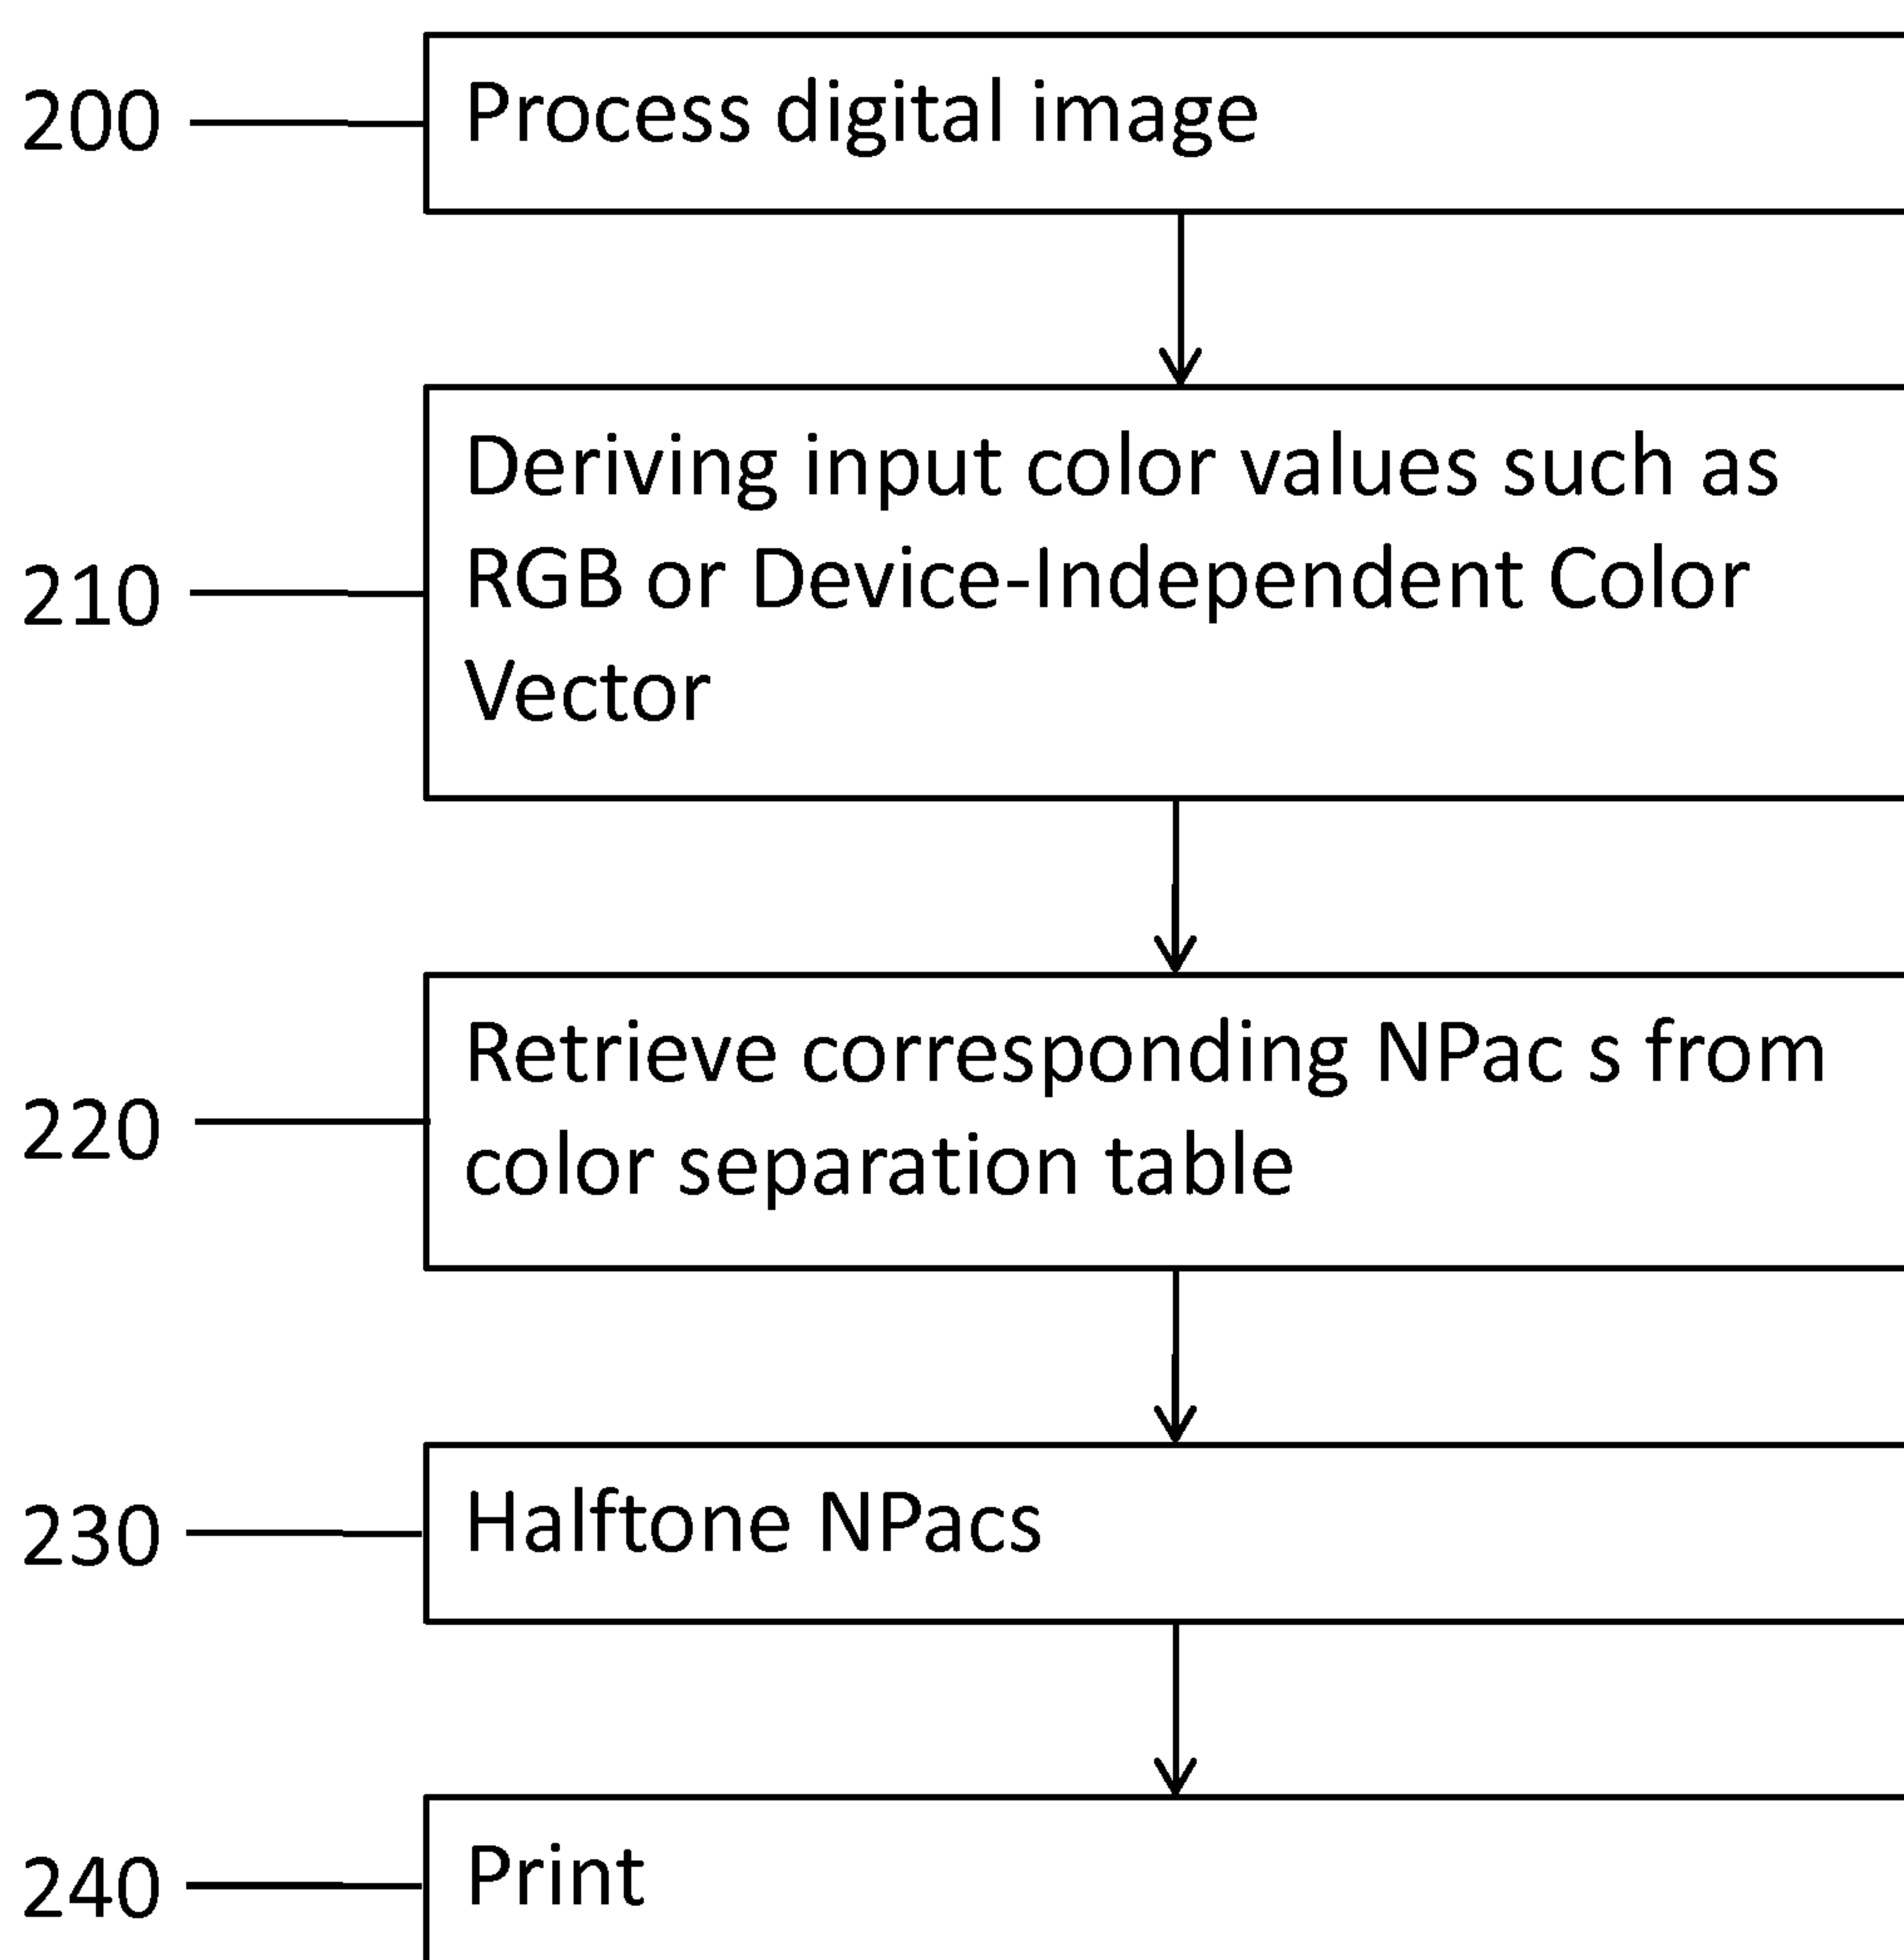 200
Process digital image
210
Deriving input color values such as
RGB or Device-Independent Color
Vector
220
Retrieve corresponding NPac s from
color separation table
230
Halftone NPacs
240
Print